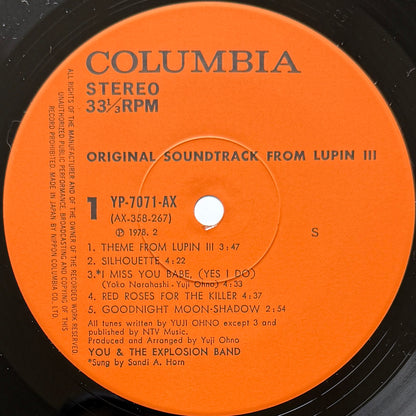 COLUMBIA
STEREO
33 1/3 RPM
ORIGINAL SOUNDTRACK FROM LUPIN III
1 YP-7071-AX
(AX-358-267)
Ⓟ 1978. 2
S
1. THEME FROM LUPIN III 3:47
2. SILHOUETTE 4:22
3.*I MISS YOU BABE, (YES I DO)
(Yoko Narahashi-Yuji Ohno) 4:33
4. RED ROSES FOR THE KILLER 4:37
5. GOODNIGHT MOON-SHADOW 2:54
All tunes written by YUJI OHNO except 3 and
published by NTV Music.
Produced and Arranged by Yuji Ohno
YOU & THE EXPLOSION BAND
*Sung by Sandi A. Horn
ALL RIGHTS OF THE MANUFACTURER AND OF THE OWNER OF THE RECORDED WORK RESERVED.
UNAUTHORIZED PUBLIC PERFORMANCE, BROADCASTING AND COPYING OF THIS
RECORD PROHIBITED. MADE IN JAPAN BY NIPPON COLUMBIA CO., LTD.